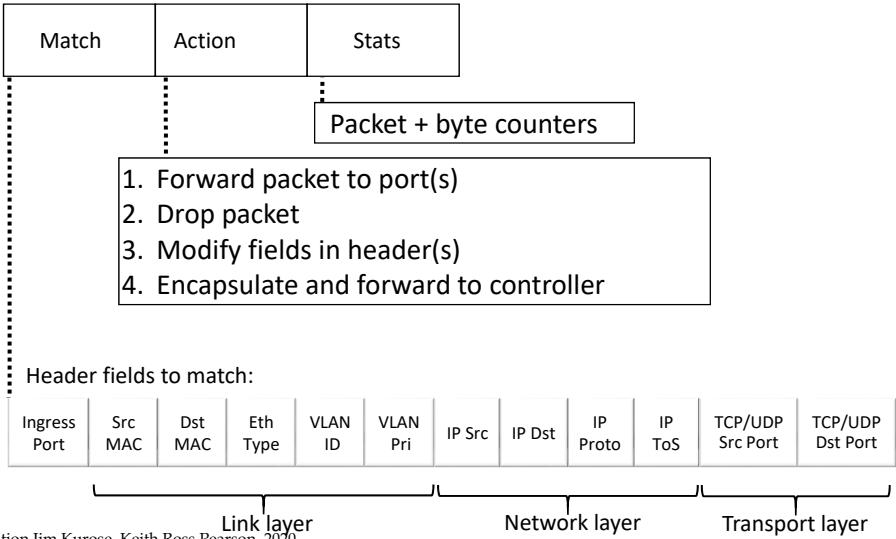 Match Action Stats
Packet + byte counters
1. Forward packet to port(s)
2. Drop packet
3. Modify fields in header(s)
4. Encapsulate and forward to controller
Header fields to match:
Ingress Port
Src MAC
Dst MAC
Eth Type
VLAN ID
VLAN Pri
IP Src
IP Dst
IP Proto
IP ToS
TCP/UDP Src Port
TCP/UDP Dst Port
Link layer Network layer Transport layer
Jim Kurose, Keith Ross Pearson, 2020